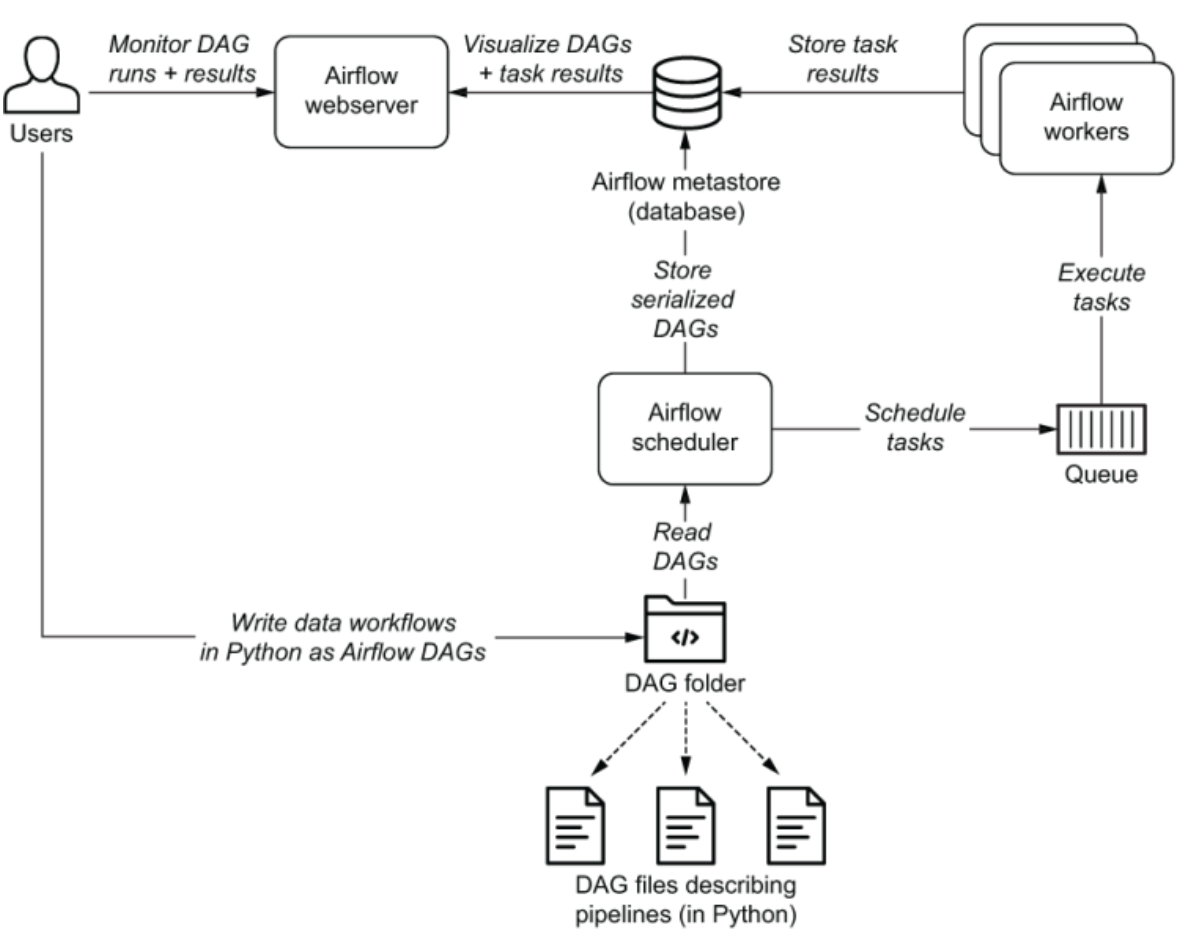 Monitor DAG
runs + results
Users
Airflow
webserver
Visualize DAGs
+ task results
Store task
results
Airflow
workers
Airflow metastore
(database)
Store
serialized
DAGs
Execute
tasks
Airflow
scheduler
Schedule
tasks
Queue
Read
DAGs
Write data workflows
in Python as Airflow DAGs
</>
DAG folder
DAG files describing
pipelines (in Python)